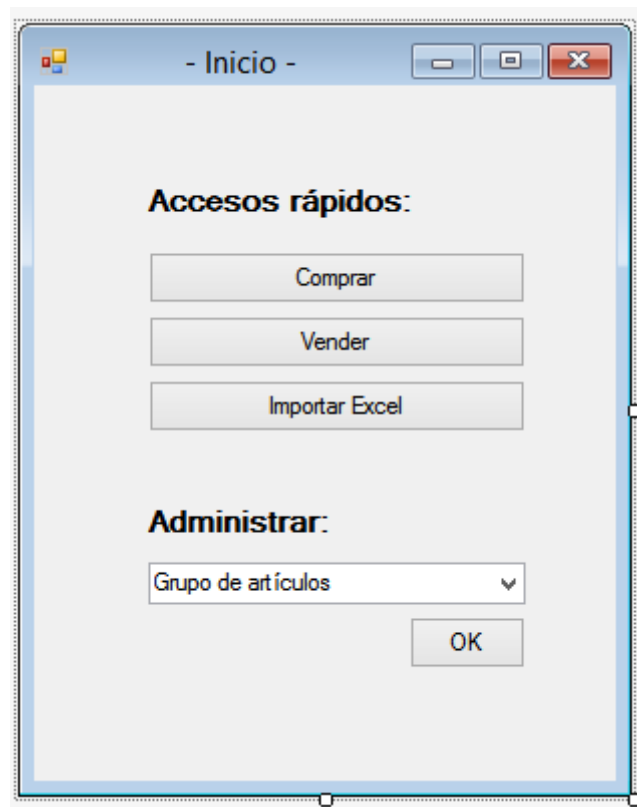 - Inicio -
Accesos rápidos:
Comprar
Vender
Importar Excel
Administrar:
Grupo de artículos
OK